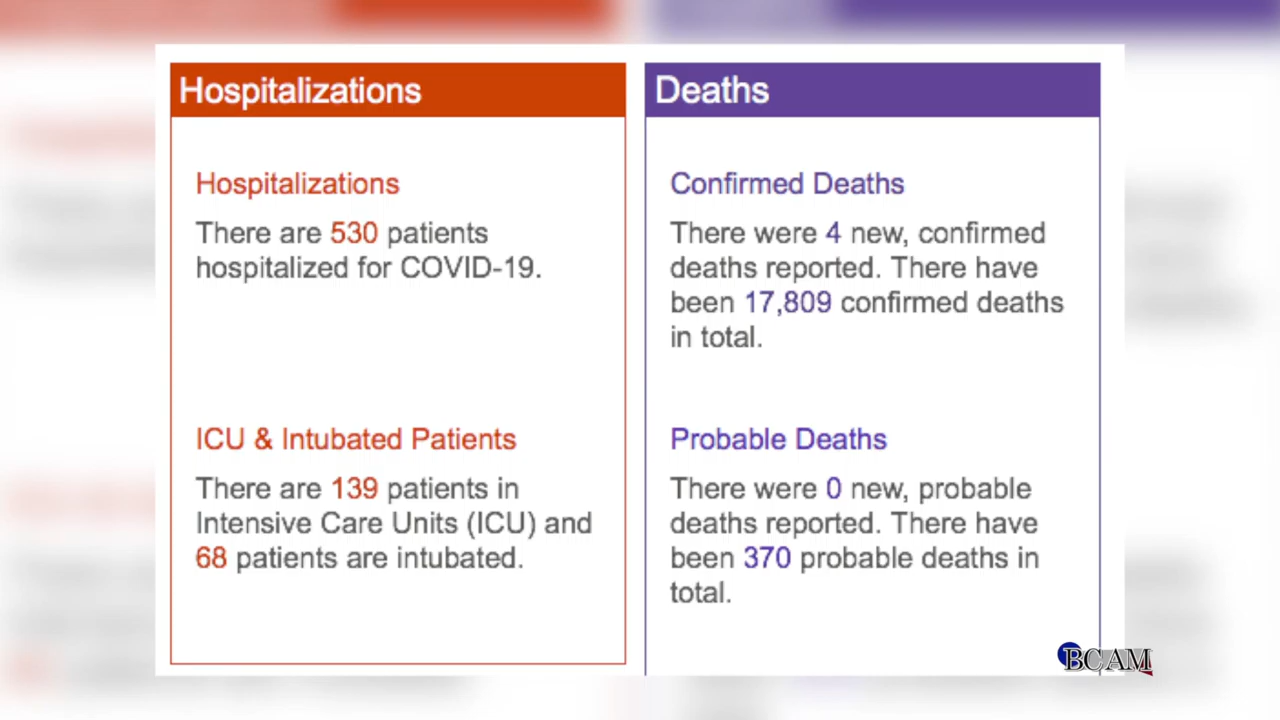 Hospitalizations
Hospitalizations
There are 530 patients
hospitalized for COVID-19.
ICU & Intubated Patients
There are 139 patients in
Intensive Care Units (ICU) and
68 patients are intubated.
Deaths
Confirmed Deaths
There were 4 new, confirmed
deaths reported. There have
been 17,809 confirmed deaths
in total.
Probable Deaths
There were 0 new, probable
deaths reported. There have
been 370 probable deaths in
total.
BCAM